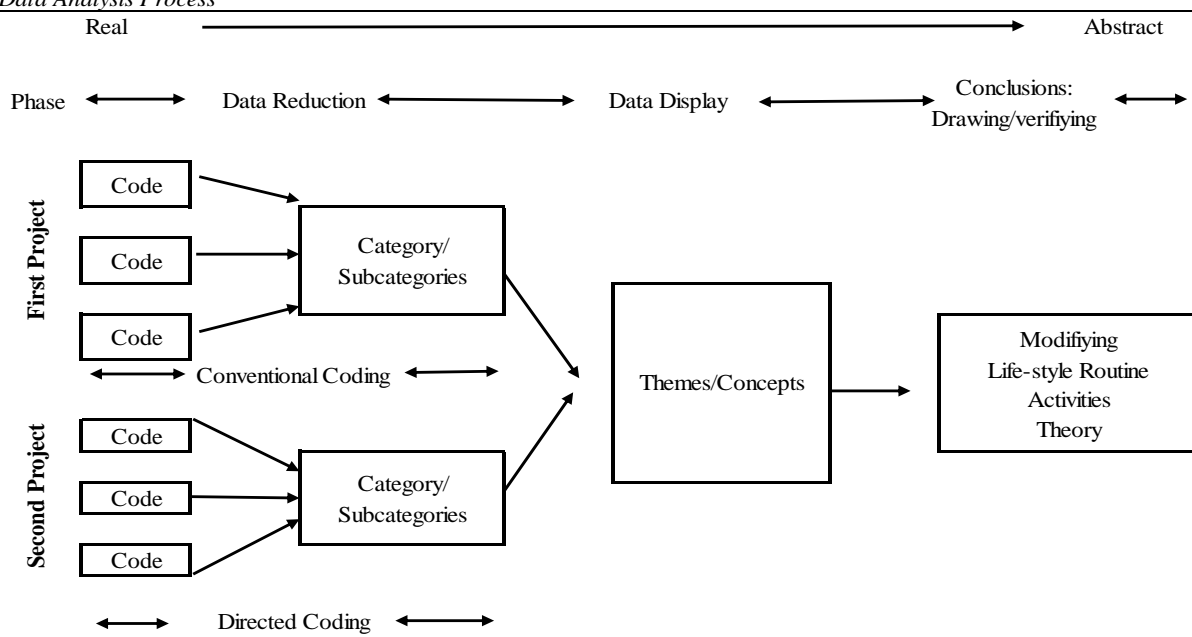 Data Analysis Process
Real Abstract
Phase Data Reduction Data Display Conclusions:
Drawing/verifiying
First Project
Code
Code
Code
Category/
Subcategories
Conventional Coding
Second Project
Code
Code
Code
Category/
Subcategories
Directed Coding
Themes/Concepts
Modifiying
Life-style Routine
Activities
Theory